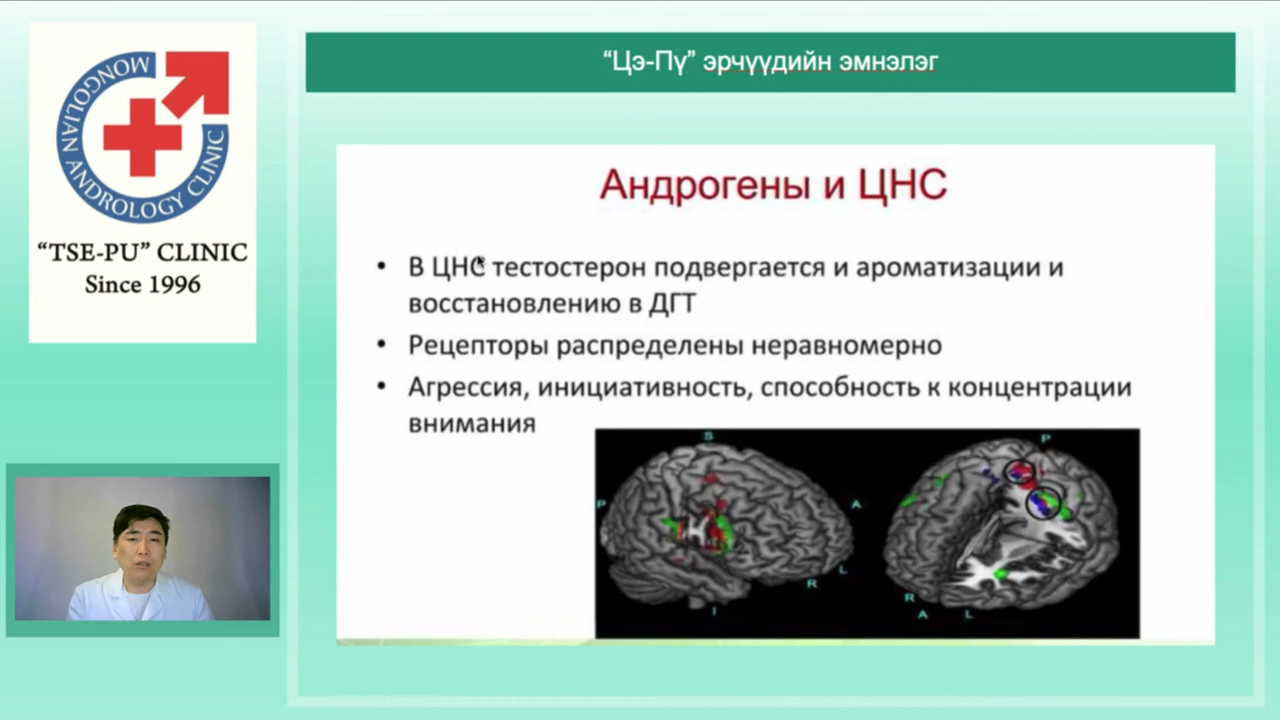 MONGOLIAN ANDROLOGY CLINIC
“TSE-PU” CLINIC
Since 1996
“Цэ-Пү” эрчүүдийн эмнэлэг
Андрогены и ЦНС
• В ЦНС тестостерон подвергается и ароматизации и
восстановлению в ДГТ
• Рецепторы распределены неравномерно
• Агрессия, инициативность, способность к концентрации
внимания
S
P
A
R
L
I
P
R
A
L